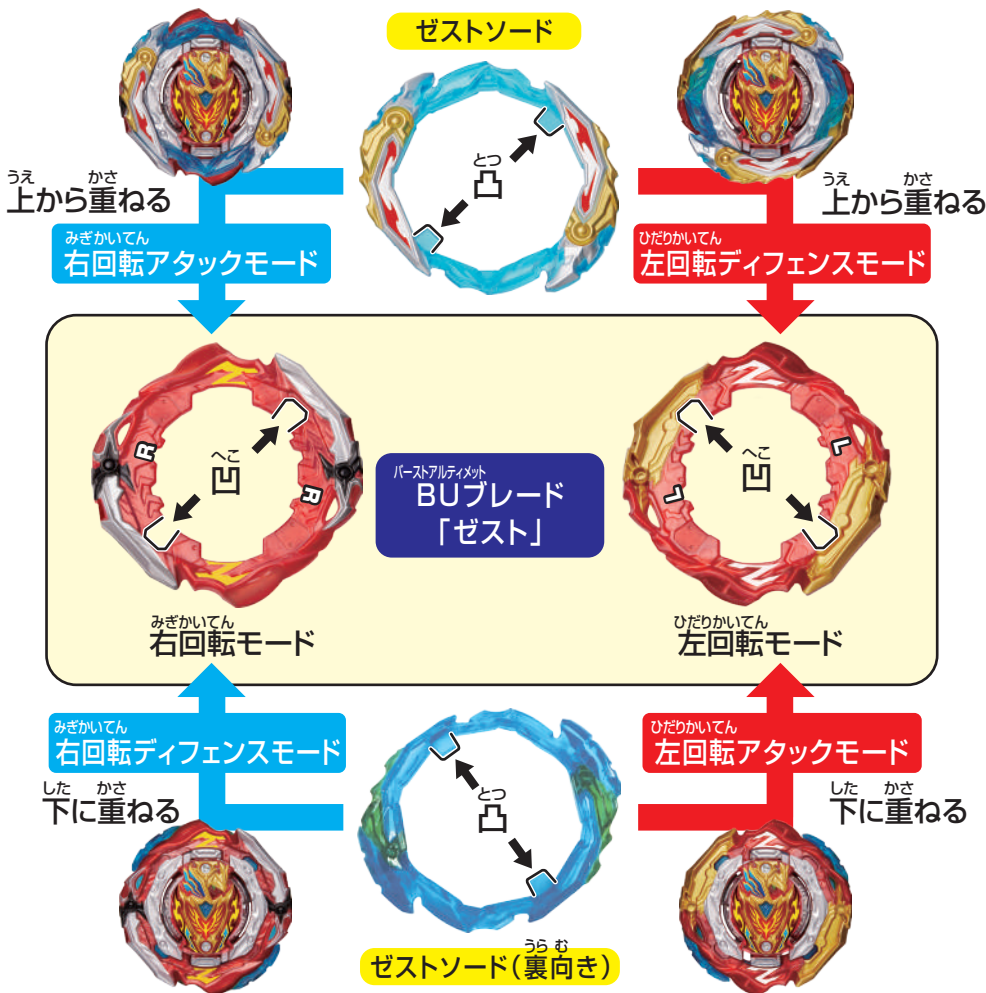 ゼストソード
うえ かさ
上から重ねる
とつ
凸
うえ かさ
上から重ねる
みぎかいてん
右回転アタックモード
ひだりかいてん
左回転ディフェンスモード
R
へこ
凹
R
バーストアルティメット
BUブレード
「ゼスト」
L
へこ
凹
L
みぎかいてん
右回転モード
ひだりかいてん
左回転モード
みぎかいてん
右回転ディフェンスモード
ひだりかいてん
左回転アタックモード
した かさ
下に重ねる
とつ
凸
した かさ
下に重ねる
うら む
ゼストソード(裏向き)